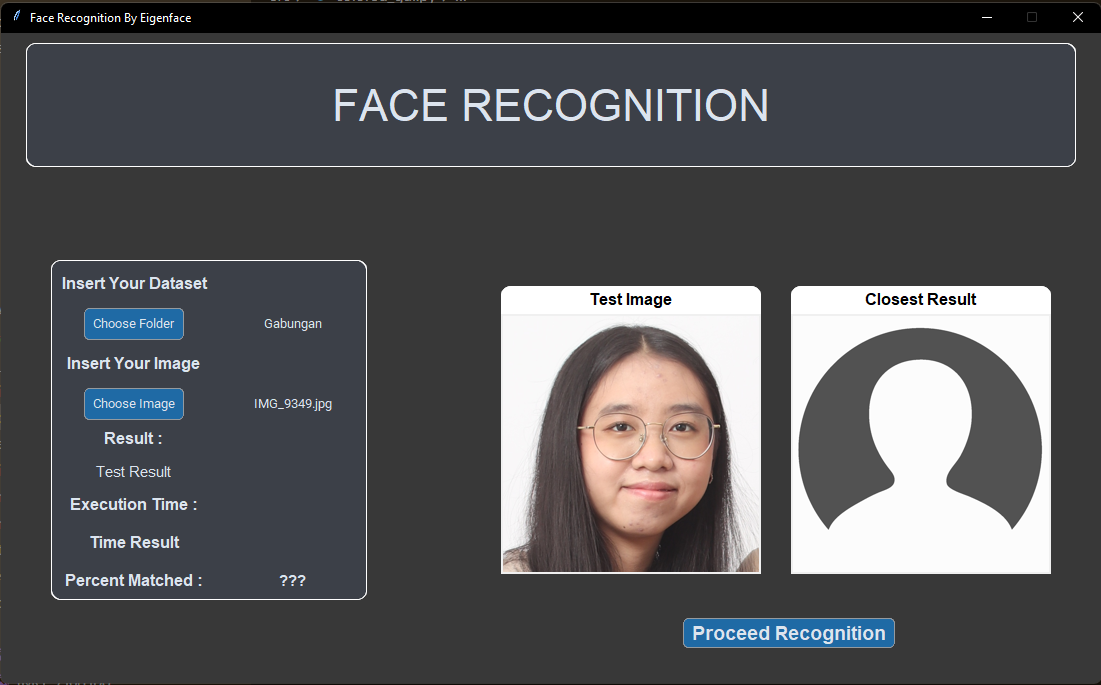 Face Recognition By Eigenface
FACE RECOGNITION
Insert Your Dataset
Choose Folder Gabungan
Insert Your Image
Choose Image IMG_9349.jpg
Result :
Test Result
Execution Time :
Time Result
Percent Matched : ???
Test Image
Closest Result
Proceed Recognition